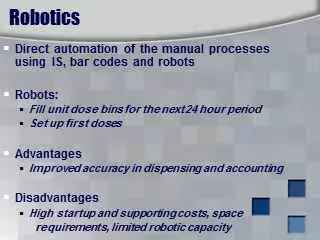 Robotics
Direct automation of the manual processes
using IS, bar codes and robots
Robots:
Fill unit dose bins for the next 24 hour period
Set up first doses
Advantages
Improved accuracy in dispensing and accounting
Disadvantages
High startup and supporting costs, space
requirements, limited robotic capacity